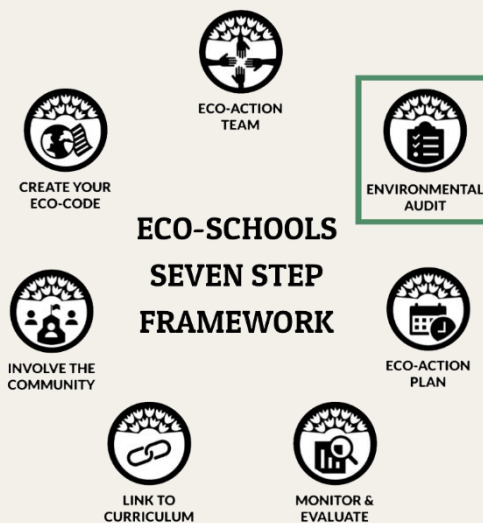 ECO-ACTION
TEAM
ENVIRONMENTAL
AUDIT
ECO-ACTION
PLAN
MONITOR &
EVALUATE
LINK TO
CURRICULUM
INVOLVE THE
COMMUNITY
CREATE YOUR
ECO-CODE
ECO-SCHOOLS
SEVEN STEP
FRAMEWORK